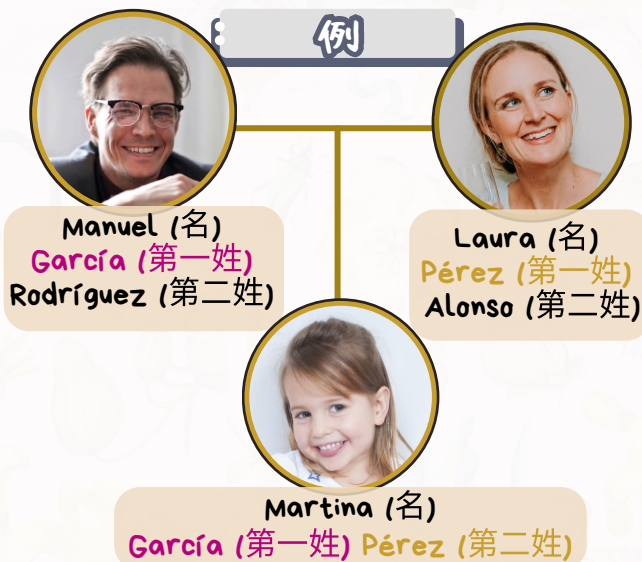 例
Manuel (名)
García (第一姓)
Rodríguez (第二姓)
Laura (名)
Pérez (第一姓)
Alonso (第二姓)
Martina (名)
García (第一姓) Pérez (第二姓)